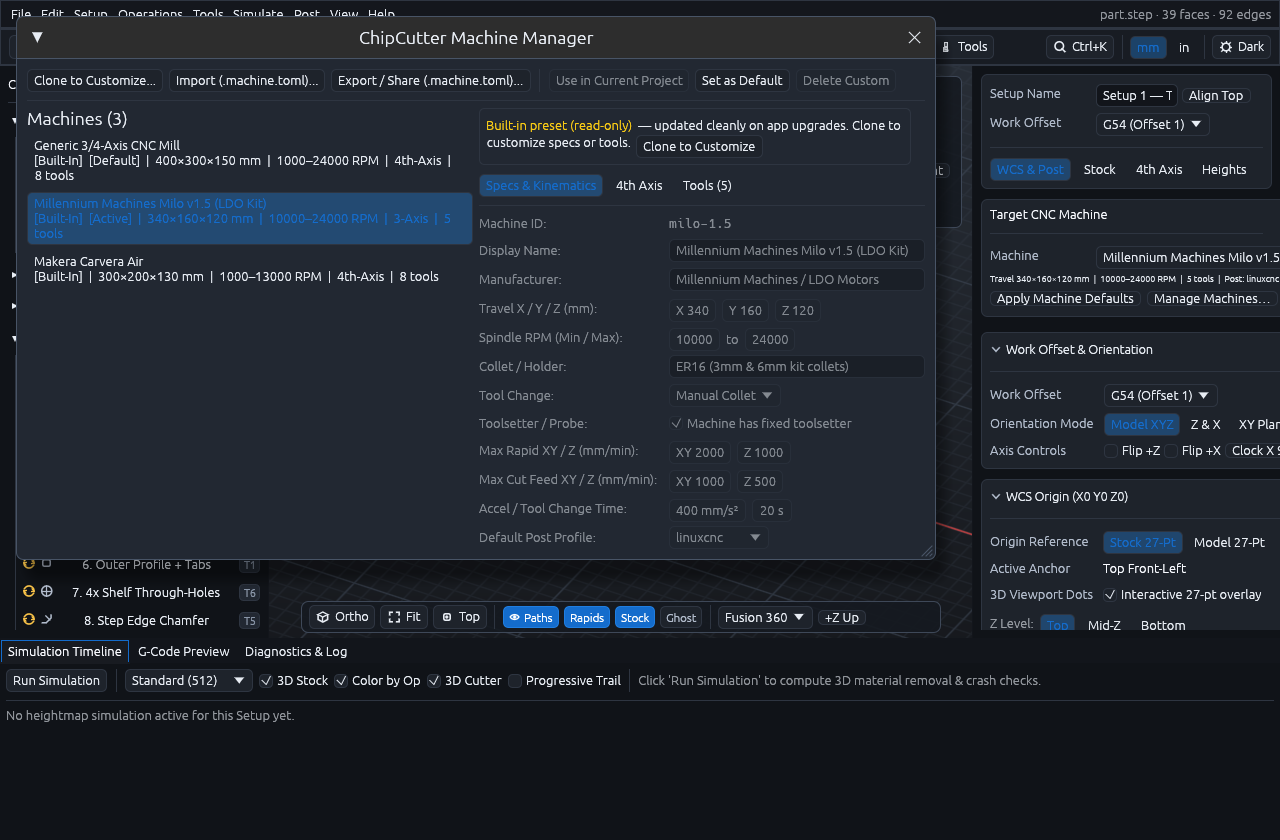 File Edit Setup Operations Tools Simulate Post View Help
part.step · 39 faces · 92 edges
ChipCutter Machine Manager
Tools
Ctrl+K
mm
in
Dark
Clone to Customize...
Import (.machine.toml)...
Export / Share (.machine.toml)...
Use in Current Project
Set as Default
Delete Custom
Machines (3)
Generic 3/4-Axis CNC Mill
[Built-In] [Default] | 400×300×150 mm | 1000–24000 RPM | 4th-Axis |
8 tools
Millennium Machines Milo v1.5 (LDO Kit)
[Built-In] [Active] | 340×160×120 mm | 10000–24000 RPM | 3-Axis | 5
tools
Makera Carvera Air
[Built-In] | 300×200×130 mm | 1000–13000 RPM | 4th-Axis | 8 tools
Built-in preset (read-only) — updated cleanly on app upgrades. Clone to
customize specs or tools. Clone to Customize
Specs & Kinematics
4th Axis
Tools (5)
Machine ID: milo-1.5
Display Name: Millennium Machines Milo v1.5 (LDO Kit)
Manufacturer: Millennium Machines / LDO Motors
Travel X / Y / Z (mm): X 340 Y 160 Z 120
Spindle RPM (Min / Max): 10000 to 24000
Collet / Holder: ER16 (3mm & 6mm kit collets)
Tool Change: Manual Collet
Toolsetter / Probe: Machine has fixed toolsetter
Max Rapid XY / Z (mm/min): XY 2000 Z 1000
Max Cut Feed XY / Z (mm/min): XY 1000 Z 500
Accel / Tool Change Time: 400 mm/s² 20 s
Default Post Profile: linuxcnc
Setup Name Setup 1 — T Align Top
Work Offset G54 (Offset 1)
WCS & Post Stock 4th Axis Heights
Target CNC Machine
Machine Millennium Machines Milo v1.5
Travel 340×160×120 mm | 10000–24000 RPM | 5 tools | Post: linuxcnc
Apply Machine Defaults Manage Machines...
Work Offset & Orientation
Work Offset G54 (Offset 1)
Orientation Mode Model XYZ Z & X XY Plan
Axis Controls Flip +Z Flip +X Clock X 9
WCS Origin (X0 Y0 Z0)
Origin Reference Stock 27-Pt Model 27-Pt
Active Anchor Top Front-Left
3D Viewport Dots Interactive 27-pt overlay
Z Level: Top Mid-Z Bottom
6. Outer Profile + Tabs T1
7. 4x Shelf Through-Holes T6
8. Step Edge Chamfer T5
Ortho Fit Top Paths Rapids Stock Ghost Fusion 360 +Z Up
Simulation Timeline G-Code Preview Diagnostics & Log
Run Simulation Standard (512) 3D Stock Color by Op 3D Cutter Progressive Trail Click 'Run Simulation' to compute 3D material removal & crash checks.
No heightmap simulation active for this Setup yet.